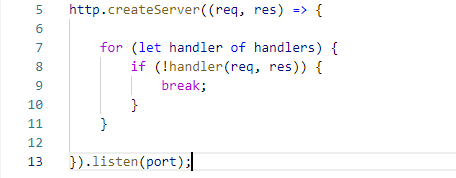 5 http.createServer((req, res) => {
6
7 for (let handler of handlers) {
8 if (!handler(req, res)) {
9 break;
10 }
11 }
12
13 }).listen(port);